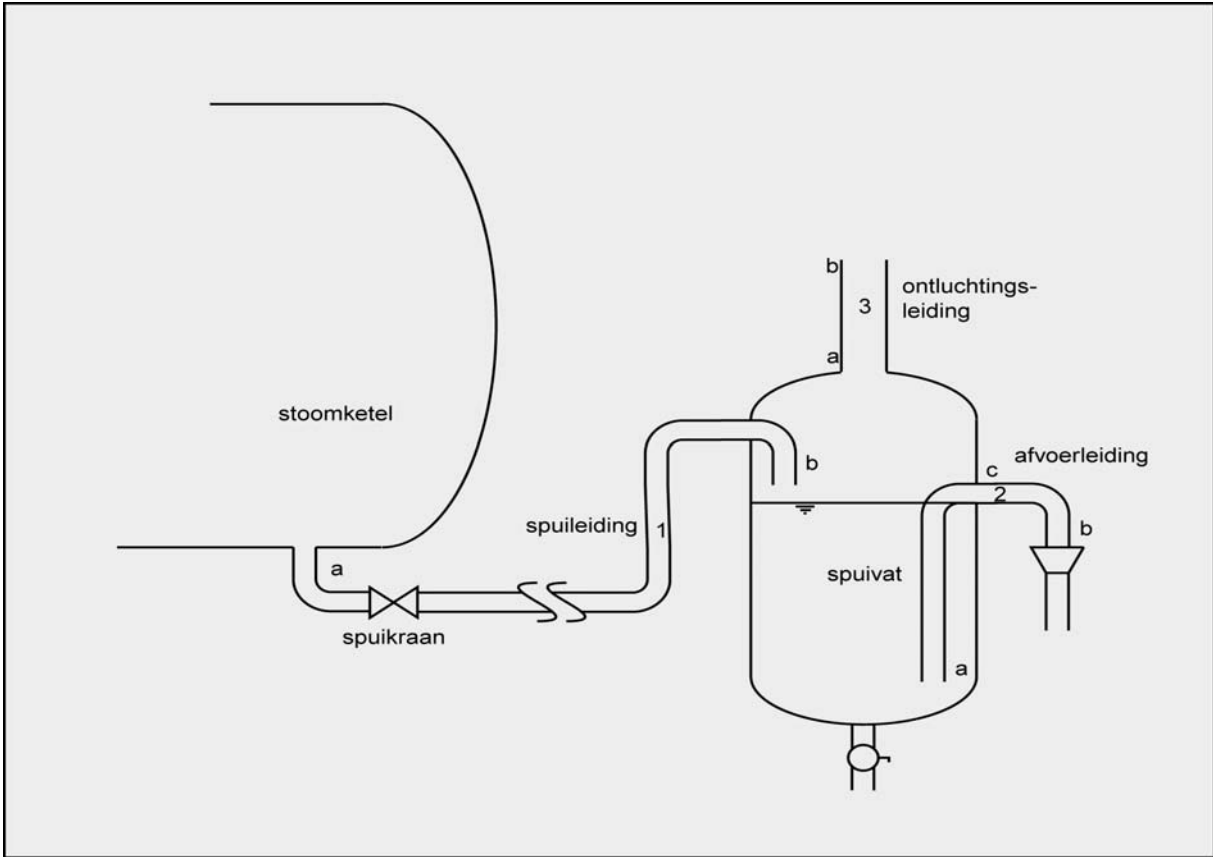 b
3
ontluchtings-
leiding
a
stoomketel
b
c
afvoerleiding
2
spuileiding
1
b
a
spuivat
spuikraan
a